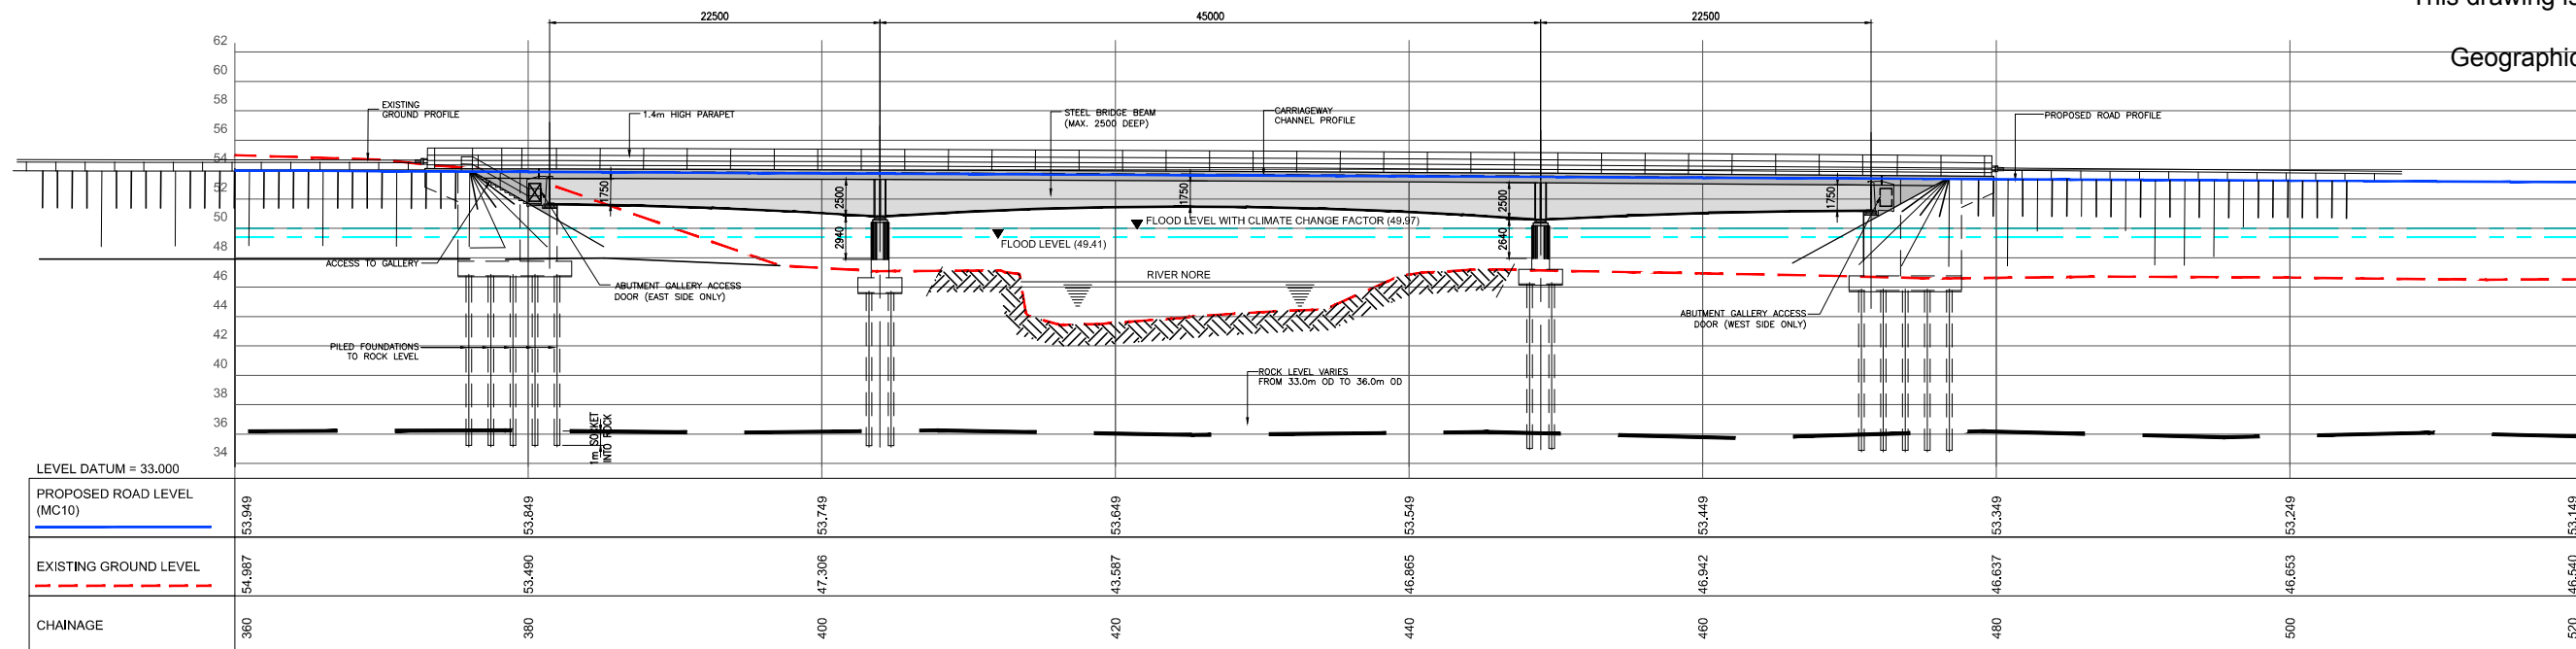 This drawing is
Geographic
22500
45000
22500
62
60
58
56
54
52
50
48
46
44
42
40
38
36
34
EXISTING
GROUND PROFILE
1.4m HIGH PARAPET
STEEL BRIDGE BEAM
(MAX. 2500 DEEP)
CARRIAGEWAY
CHANNEL PROFILE
PROPOSED ROAD PROFILE
1750
2500
1750
2500
1750
2940
2640
FLOOD LEVEL WITH CLIMATE CHANGE FACTOR (49.97)
FLOOD LEVEL (49.41)
ACCESS TO GALLERY
ABUTMENT GALLERY ACCESS
DOOR (EAST SIDE ONLY)
RIVER NORE
ABUTMENT GALLERY ACCESS
DOOR (WEST SIDE ONLY)
PILED FOUNDATIONS
TO ROCK LEVEL
ROCK LEVEL VARIES
FROM 33.0m OD TO 36.0m OD
1m SOCKET
INTO ROCK
LEVEL DATUM = 33.000
PROPOSED ROAD LEVEL
(MC10)
53.949 53.849 53.749 53.649 53.549 53.449 53.349 53.249 53.149
EXISTING GROUND LEVEL
54.987 53.490 47.306 43.587 46.865 46.942 46.637 46.653 46.540
CHAINAGE
360 380 400 420 440 460 480 500 520